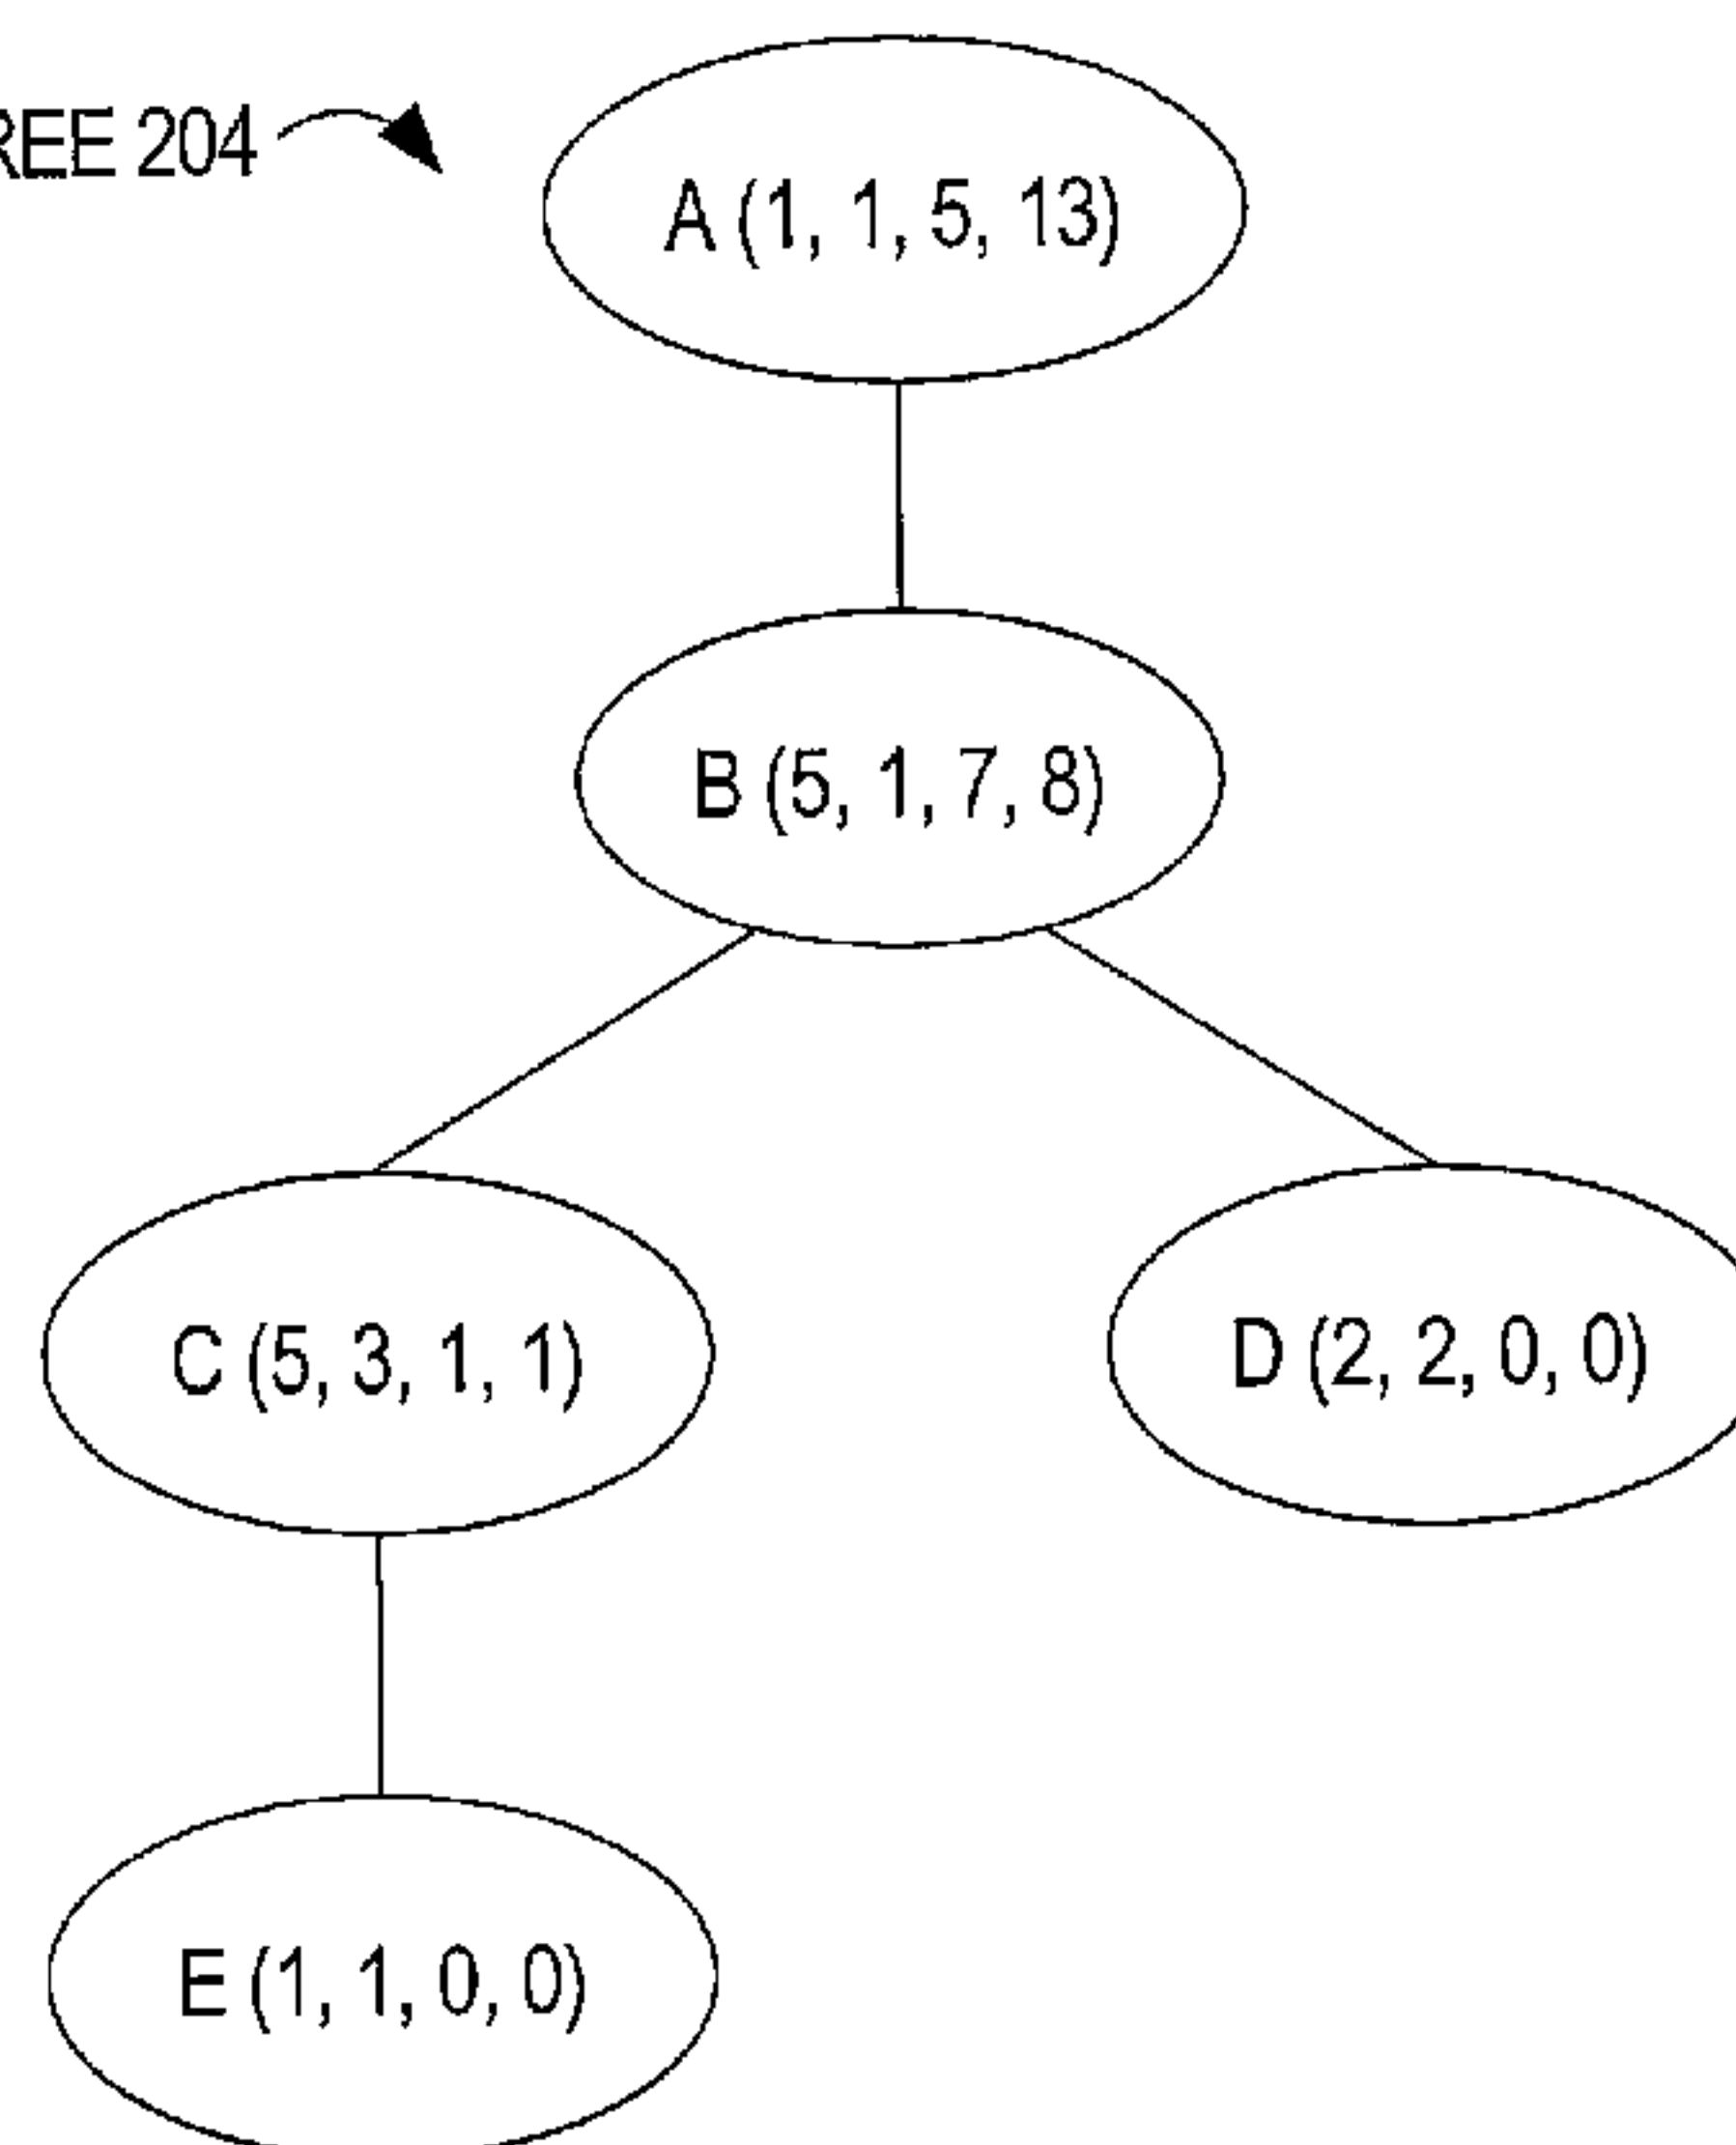 REE 204
A (1, 1, 5, 13)
B (5, 1, 7, 8)
C (5, 3, 1, 1)
D (2, 2, 0, 0)
E (1, 1, 0, 0)